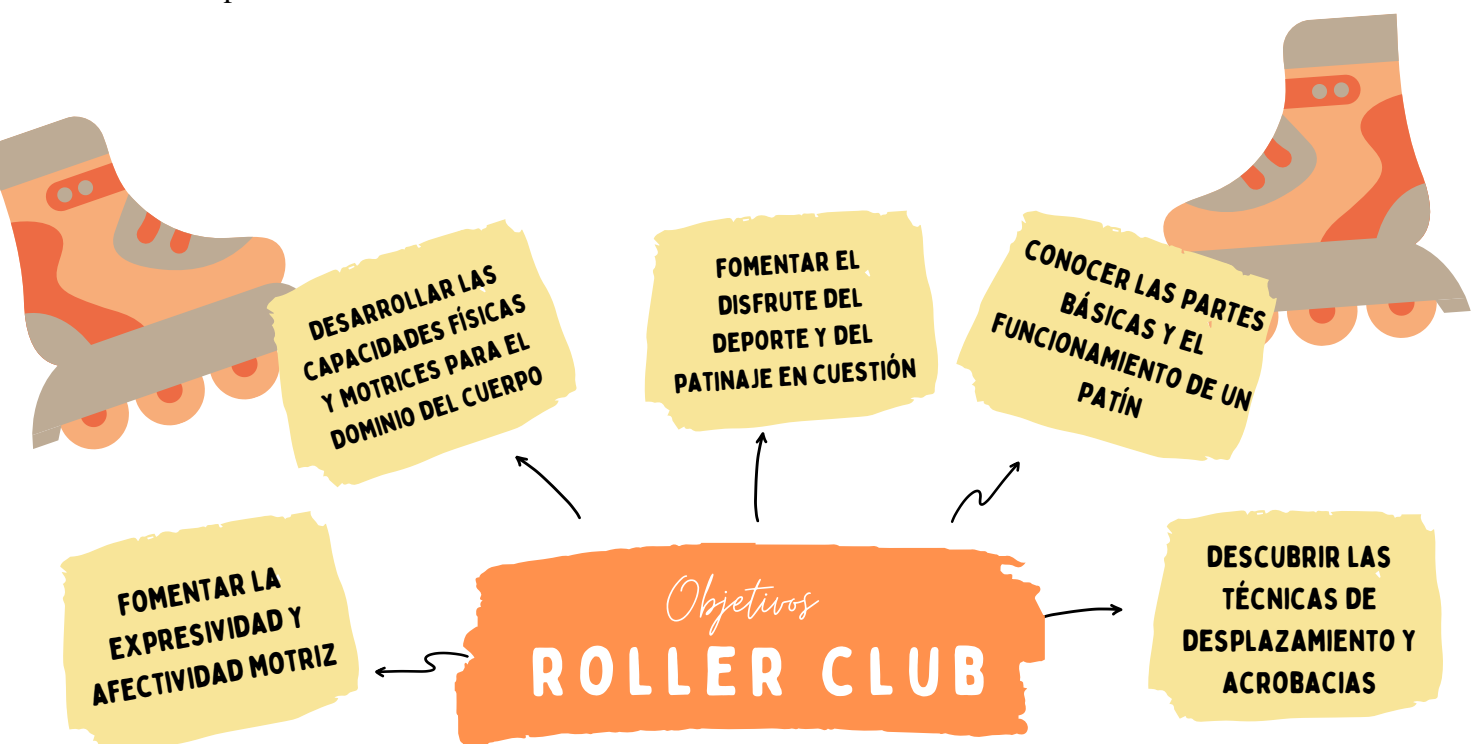 DESARROLLAR LAS
CAPACIDADES FÍSICAS
Y MOTRICES PARA EL
DOMINIO DEL CUERPO
FOMENTAR EL
DISFRUTE DEL
DEPORTE Y DEL
PATINAJE EN CUESTIÓN
CONOCER LAS PARTES
BÁSICAS Y EL
FUNCIONAMIENTO DE UN
PATÍN
FOMENTAR LA
EXPRESIVIDAD Y
AFECTIVIDAD MOTRIZ
Objetivos
ROLLER CLUB
DESCUBRIR LAS
TÉCNICAS DE
DESPLAZAMIENTO Y
ACROBACIAS